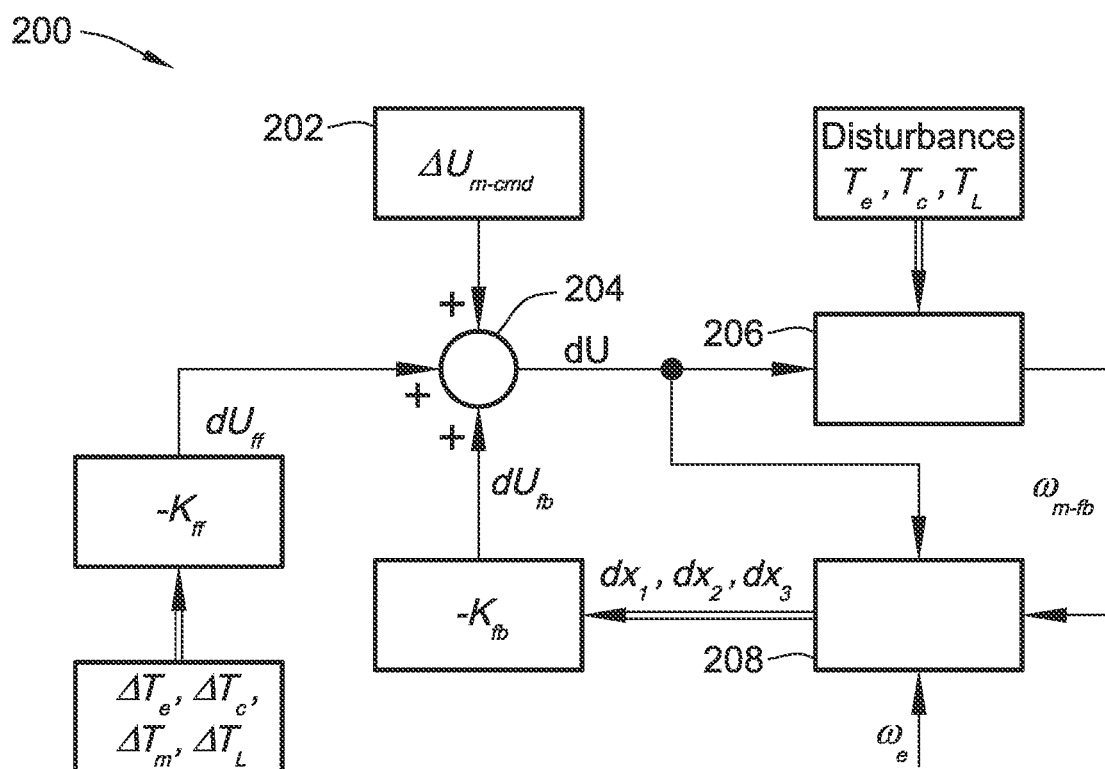 200
202
ΔU_m-cmd
Disturbance
T_e, T_c, T_L
+
204
206
dU
+
+
dU_ff
dU_fb
ω_m-fb
-K_ff
dx_1, dx_2, dx_3
-K_fb
208
ΔT_e, ΔT_c,
ΔT_m, ΔT_L
ω_e